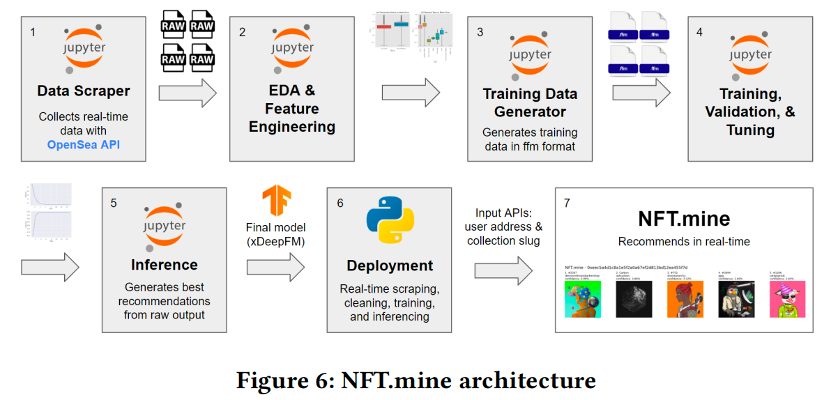 1
jupyter
Data Scraper
Collects real-time
data with
OpenSea API
RAW RAW
RAW RAW
2
jupyter
EDA &
Feature
Engineering
3
jupyter
Training Data
Generator
Generates training
data in ffm format
ffm ffm
ffm ffm
4
jupyter
Training,
Validation, &
Tuning
5
jupyter
Inference
Generates best
recommendations
from raw output
Final model
(xDeepFM)
6
Deployment
Real-time scraping,
cleaning, training,
and inferencing
Input APIs:
user address &
collection slug
7
NFT.mine
Recommends in real-time
Figure 6: NFT.mine architecture